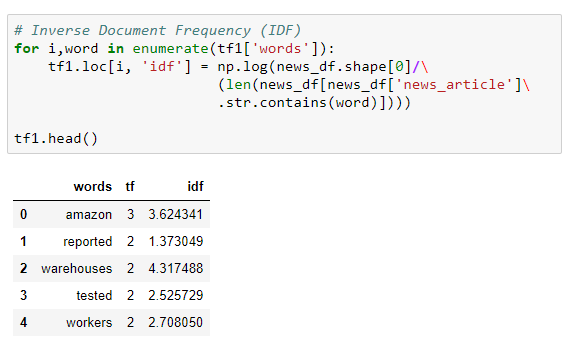 # Inverse Document Frequency (IDF)
for i,word in enumerate(tf1['words']):
    tf1.loc[i, 'idf'] = np.log(news_df.shape[0]/\
                        (len(news_df[news_df['news_article']\
                        .str.contains(word)])))
tf1.head()
words tf idf
0 amazon 3 3.624341
1 reported 2 1.373049
2 warehouses 2 4.317488
3 tested 2 2.525729
4 workers 2 2.708050